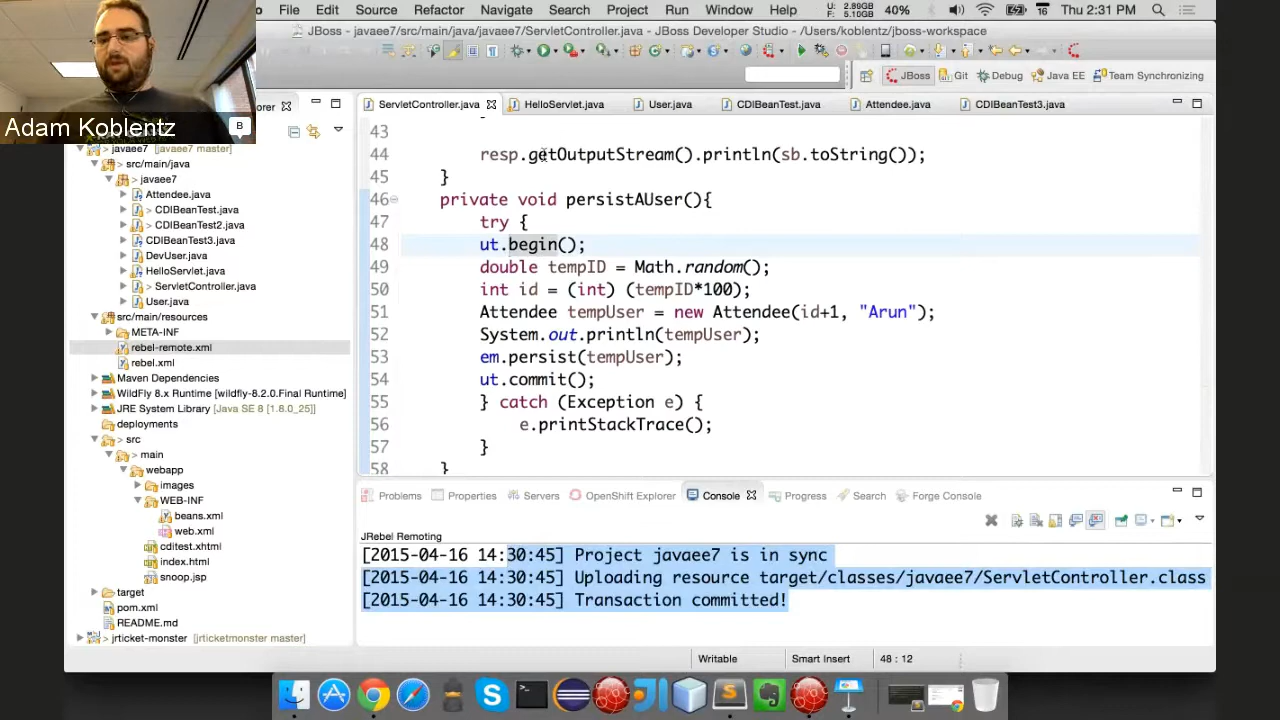 File Edit Source Refactor Navigate Search Project Run Window Help U: 2.89GB F: 5.10GB 40% 16 Thu 2:31 PM
JBoss - javaee7/src/main/java/javaee7/ServletController.java - JBoss Developer Studio - /Users/koblentz/jboss-workspace
JBoss Git Debug Java EE Team Synchronizing
Adam Koblentz B
orer ServletController.java HelloServlet.java User.java CDIBeanTest.java Attendee.java CDIBeanTest3.java
> javaee7 [javaee7 master]
> src/main/java
> javaee7
Attendee.java
> CDIBeanTest.java
> CDIBeanTest2.java
CDIBeanTest3.java
DevUser.java
HelloServlet.java
> ServletController.java
User.java
src/main/resources
META-INF
rebel-remote.xml
rebel.xml
Maven Dependencies
WildFly 8.x Runtime [wildfly-8.2.0.Final Runtime]
JRE System Library [Java SE 8 [1.8.0_25]]
deployments
> src
> main
webapp
images
WEB-INF
beans.xml
web.xml
cditest.xhtml
index.html
snoop.jsp
target
pom.xml
README.md
> jrticket-monster [jrticketmonster master]
43
44 resp.getOutputStream().println(sb.toString());
45 }
46 private void persistAUser(){
47 try {
48 ut.begin();
49 double tempID = Math.random();
50 int id = (int) (tempID*100);
51 Attendee tempUser = new Attendee(id+1, "Arun");
52 System.out.println(tempUser);
53 em.persist(tempUser);
54 ut.commit();
55 } catch (Exception e) {
56 e.printStackTrace();
57 }
58 }
Problems Properties Servers OpenShift Explorer Console Progress Search Forge Console
JRebel Remoting
[2015-04-16 14:30:45] Project javaee7 is in sync
[2015-04-16 14:30:45] Uploading resource target/classes/javaee7/ServletController.class
[2015-04-16 14:30:45] Transaction committed!
Writable Smart Insert 48 : 12